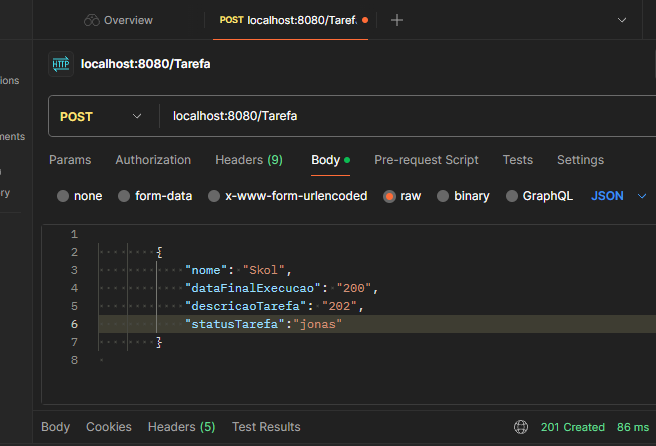 Overview POST localhost:8080/Taref.
HTTP localhost:8080/Tarefa
ions
POST localhost:8080/Tarefa
ments
Params Authorization Headers (9) Body Pre-request Script Tests Settings
ry none form-data x-www-form-urlencoded raw binary GraphQL JSON
1
2 {
3 "nome": "Skol",
4 "dataFinalExecucao": "200",
5 "descricaoTarefa": "202",
6 "statusTarefa":"jonas"
7 }
8
Body Cookies Headers (5) Test Results 201 Created 86 ms